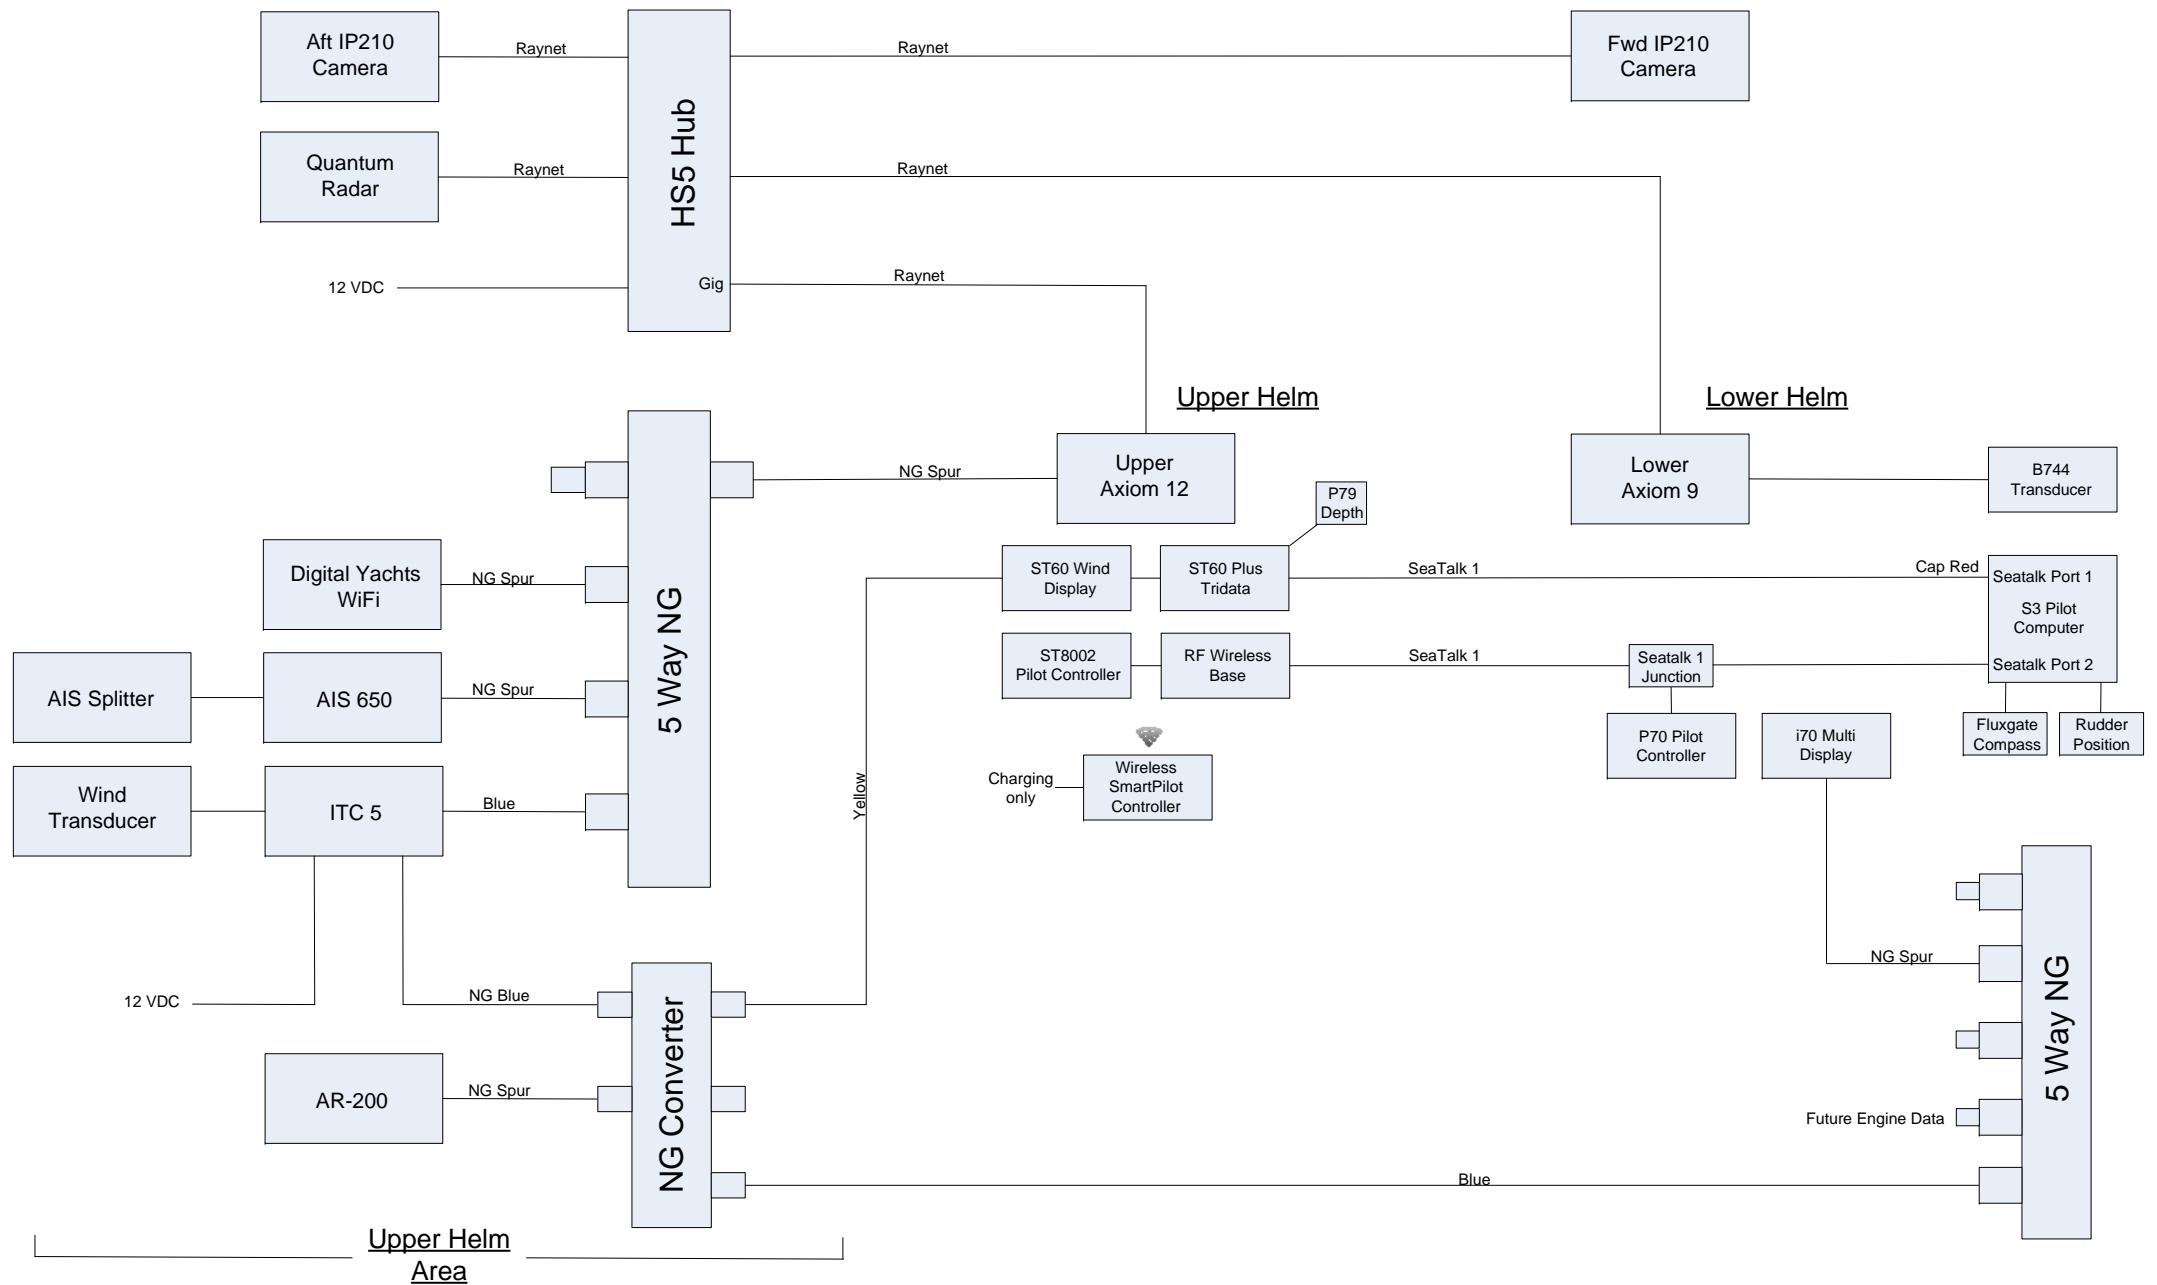 Aft IP210
Camera
Raynet
HS5 Hub
Raynet
Fwd IP210
Camera
Quantum
Radar
Raynet
Raynet
12 VDC
Gig
Raynet
Upper Helm
Lower Helm
5 Way NG
NG Spur
Upper
Axiom 12
Lower
Axiom 9
B744
Transducer
P79
Depth
Digital Yachts
WiFi
NG Spur
ST60 Wind
Display
ST60 Plus
Tridata
SeaTalk 1
Cap Red
Seatalk Port 1
S3 Pilot
Computer
Seatalk Port 2
ST8002
Pilot Controller
RF Wireless
Base
SeaTalk 1
Seatalk 1
Junction
AIS Splitter
AIS 650
NG Spur
P70 Pilot
Controller
i70 Multi
Display
Fluxgate
Compass
Rudder
Position
Wind
Transducer
ITC 5
Blue
Yellow
Charging
only
Wireless
SmartPilot
Controller
12 VDC
NG Blue
NG Converter
NG Spur
5 Way NG
AR-200
NG Spur
Future Engine Data
Blue
Upper Helm
Area